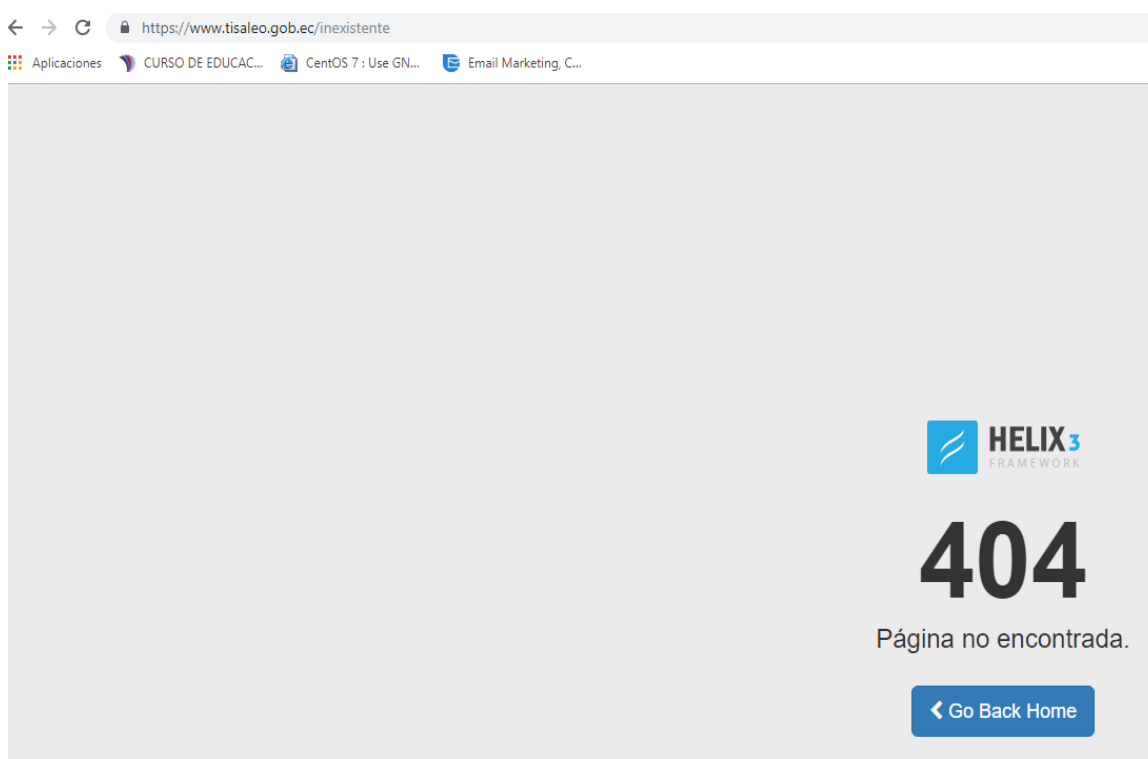 https://www.tisaleo.gob.ec/inexistente
Aplicaciones CURSO DE EDUCAC... CentOS 7 : Use GN... Email Marketing, C...
HELIX3
FRAMEWORK
404
Página no encontrada.
Go Back Home